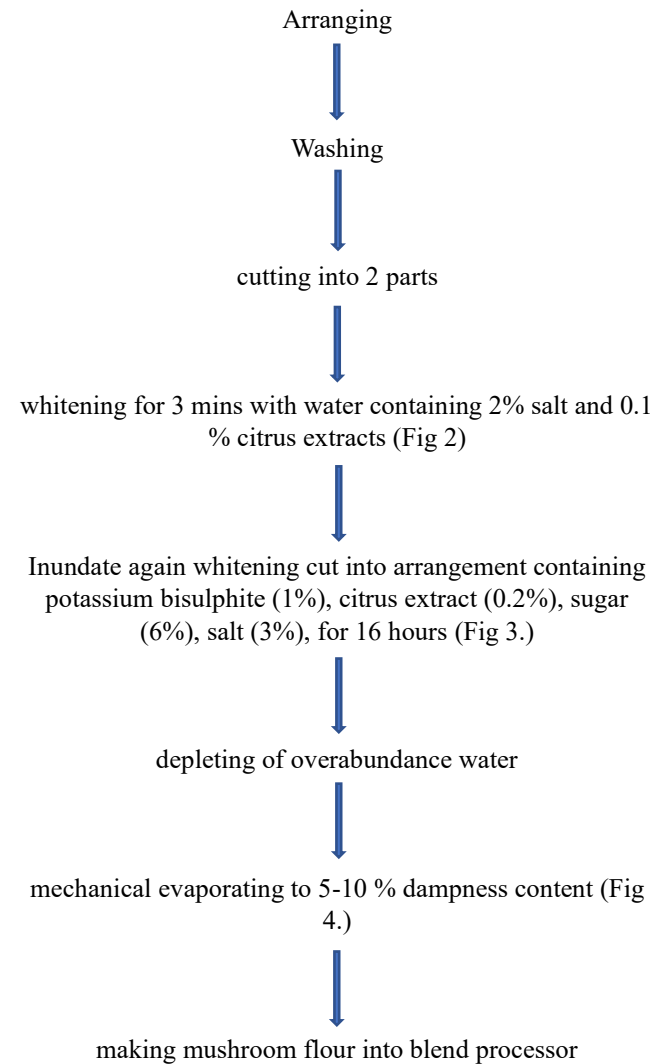 Arranging
Washing
cutting into 2 parts
whitening for 3 mins with water containing 2% salt and 0.1
% citrus extracts (Fig 2)
Inundate again whitening cut into arrangement containing
potassium bisulphite (1%), citrus extract (0.2%), sugar
(6%), salt (3%), for 16 hours (Fig 3.)
depleting of overabundance water
mechanical evaporating to 5-10 % dampness content (Fig
4.)
making mushroom flour into blend processor